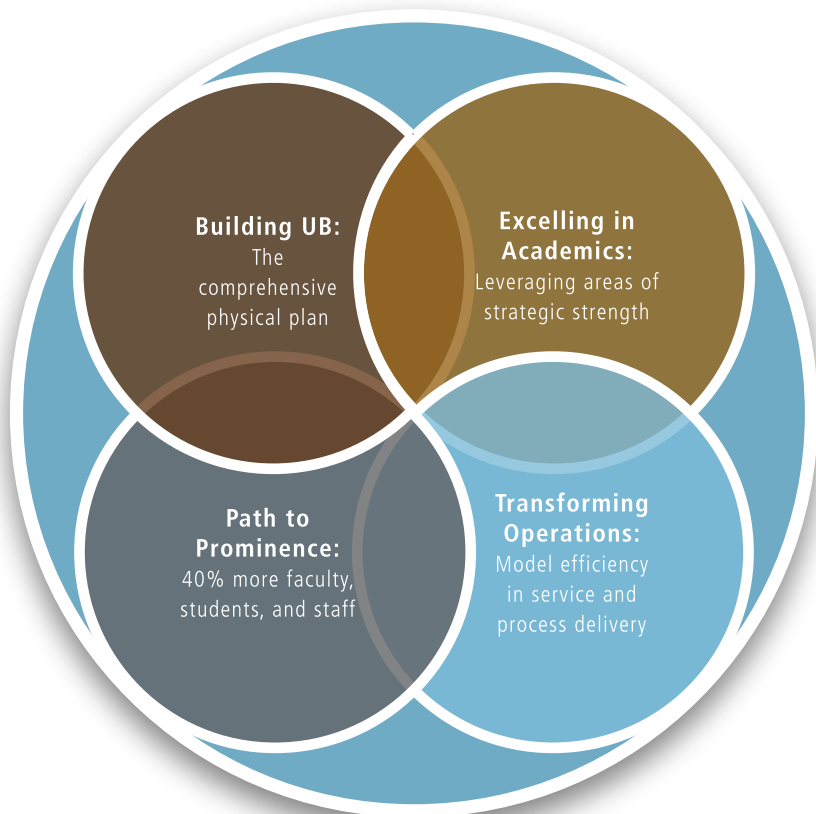 Building UB:
The
comprehensive
physical plan
Excelling in
Academics:
Leveraging areas of
strategic strength
Path to
Prominence:
40% more faculty,
students, and staff
Transforming
Operations:
Model efficiency
in service and
process delivery